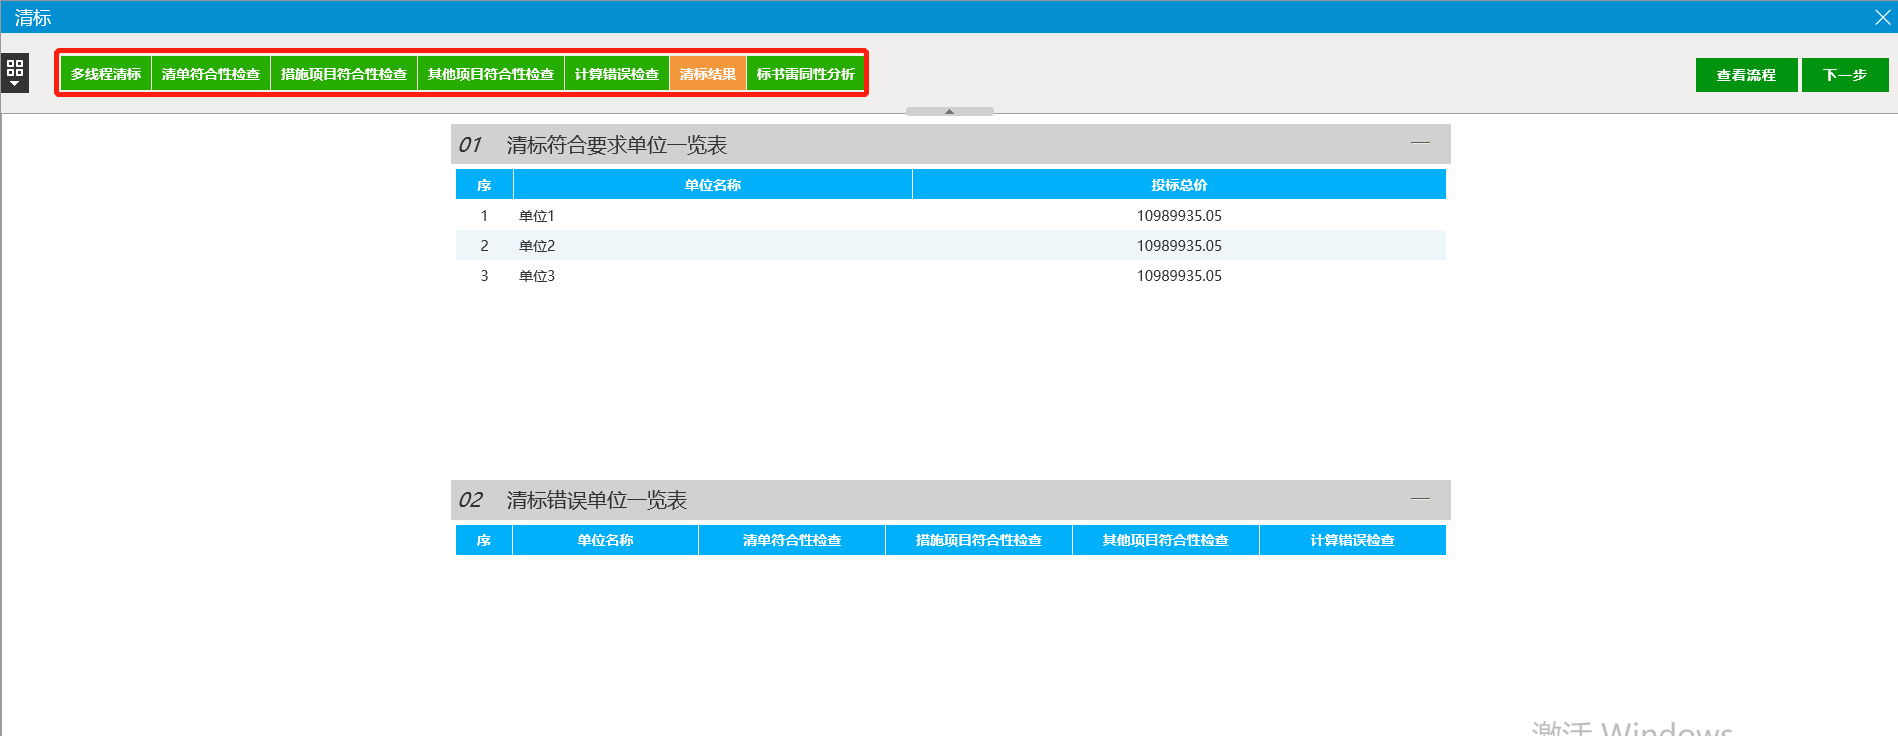 清标
多线程清标 清单符合性检查 措施项目符合性检查 其他项目符合性检查 计算错误检查 清标结果 标书雷同性分析 查看流程 下一步
01 清标符合要求单位一览表
序 单位名称 投标总价
1 单位1 10989935.05
2 单位2 10989935.05
3 单位3 10989935.05
02 清标错误单位一览表
序 单位名称 清单符合性检查 措施项目符合性检查 其他项目符合性检查 计算错误检查
激活 Windows